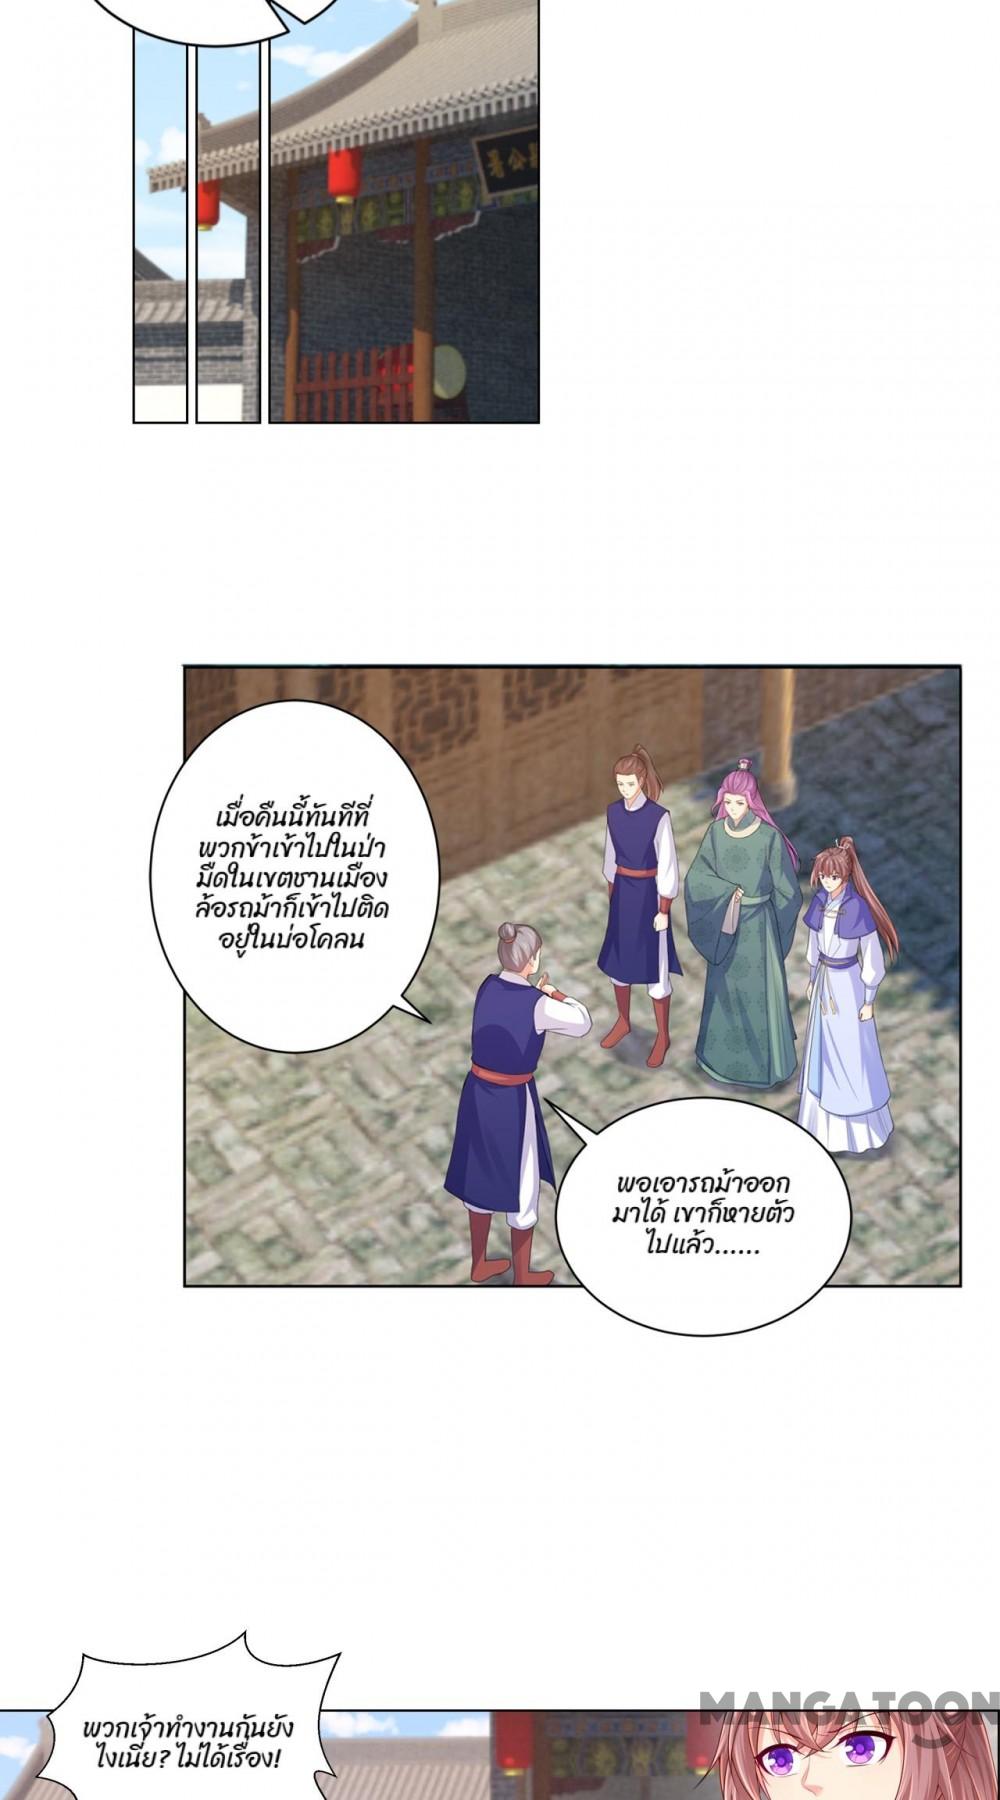 เมื่อคืนนี้ทันทีที่
พวกข้าเข้าไปในป่า
มืดในเขตชานเมือง
ล้อรถม้าก็เข้าไปติด
อยู่ในบ่อโคลน
พอเอารถม้าออก
มาได้ เขาก็หายตัว
ไปแล้ว......
MANGATOON
พวกเจ้าทำงานกันยัง
ไงเนี่ย? ไม่ได้เรื่อง!